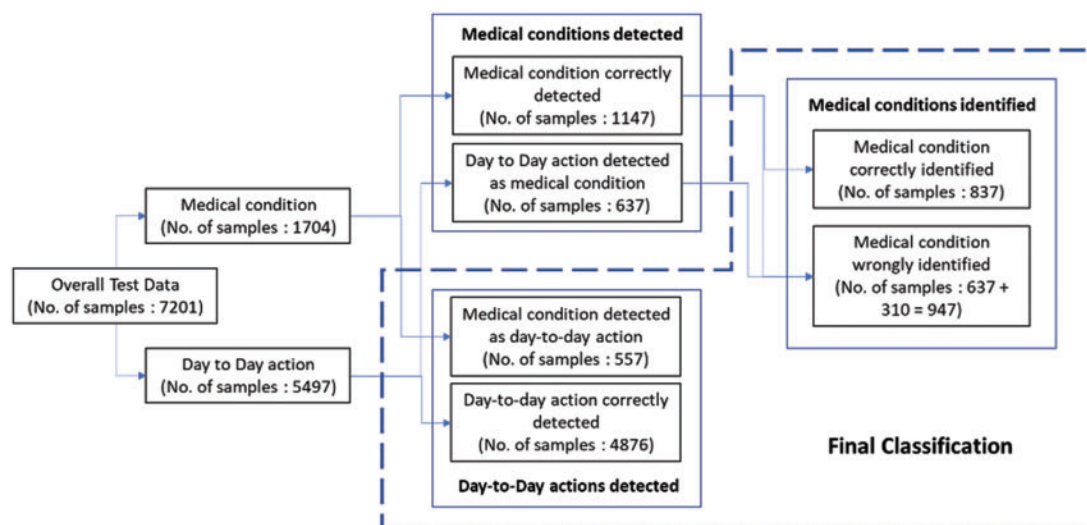 Overall Test Data
(No. of samples : 7201)
Medical condition
(No. of samples : 1704)
Day to Day action
(No. of samples : 5497)
Medical conditions detected
Medical condition correctly
detected
(No. of samples : 1147)
Day to Day action detected
as medical condition
(No. of samples : 637)
Medical condition detected
as day-to-day action
(No. of samples : 557)
Day-to-day action correctly
detected
(No. of samples : 4876)
Day-to-Day actions detected
Medical conditions identified
Medical condition
correctly identified
(No. of samples : 837)
Medical condition
wrongly identified
(No. of samples : 637 +
310 = 947)
Final Classification